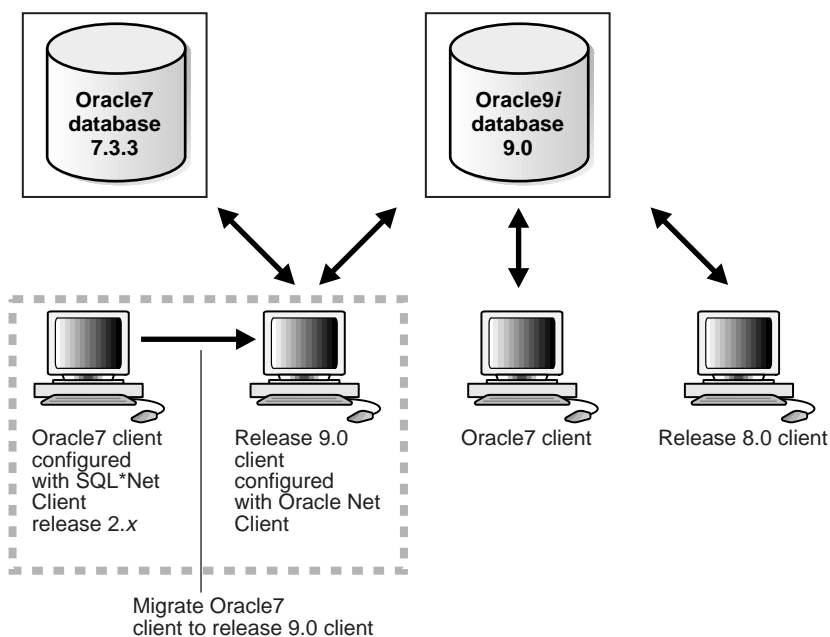 Oracle7
database
7.3.3
Oracle9i
database
9.0
Oracle7 client
configured
with SQL*Net
Client
release 2.x
Release 9.0
client
configured
with Oracle Net
Client
Oracle7 client
Release 8.0 client
Migrate Oracle7
client to release 9.0 client